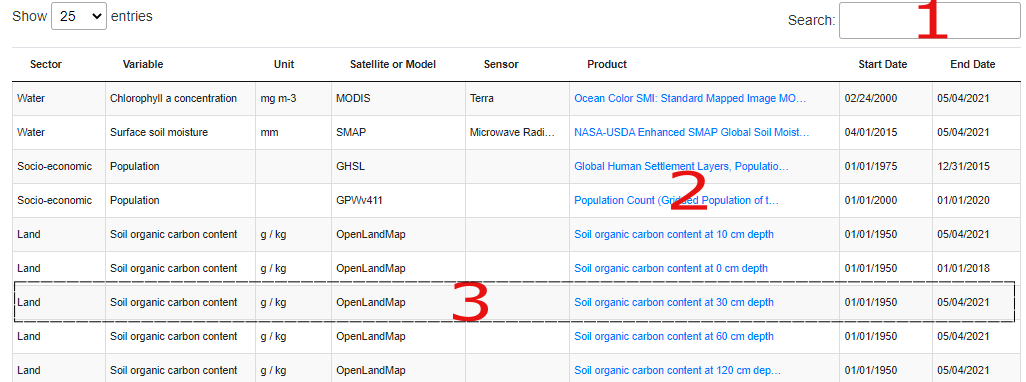 Show 25 entries Search: 1
Sector Variable Unit Satellite or Model Sensor Product Start Date End Date
Water Chlorophyll a concentration mg m-3 MODIS Terra Ocean Color SMI: Standard Mapped Image MO... 02/24/2000 05/04/2021
Water Surface soil moisture mm SMAP Microwave Radi... NASA-USDA Enhanced SMAP Global Soil Moist... 04/01/2015 05/04/2021
Socio-economic Population GHSL Global Human Settlement Layers, Populatio... 01/01/1975 12/31/2015
2
Socio-economic Population GPWv411 Population Count (Gridded Population of t... 01/01/2000 01/01/2020
Land Soil organic carbon content g / kg OpenLandMap Soil organic carbon content at 10 cm depth 01/01/1950 05/04/2021
Land Soil organic carbon content g / kg OpenLandMap Soil organic carbon content at 0 cm depth 01/01/1950 01/01/2018
Land Soil organic carbon content g / kg OpenLandMap 3 Soil organic carbon content at 30 cm depth 01/01/1950 05/04/2021
Land Soil organic carbon content g / kg OpenLandMap Soil organic carbon content at 60 cm depth 01/01/1950 05/04/2021
Land Soil organic carbon content g / kg OpenLandMap Soil organic carbon content at 120 cm dep... 01/01/1950 05/04/2021